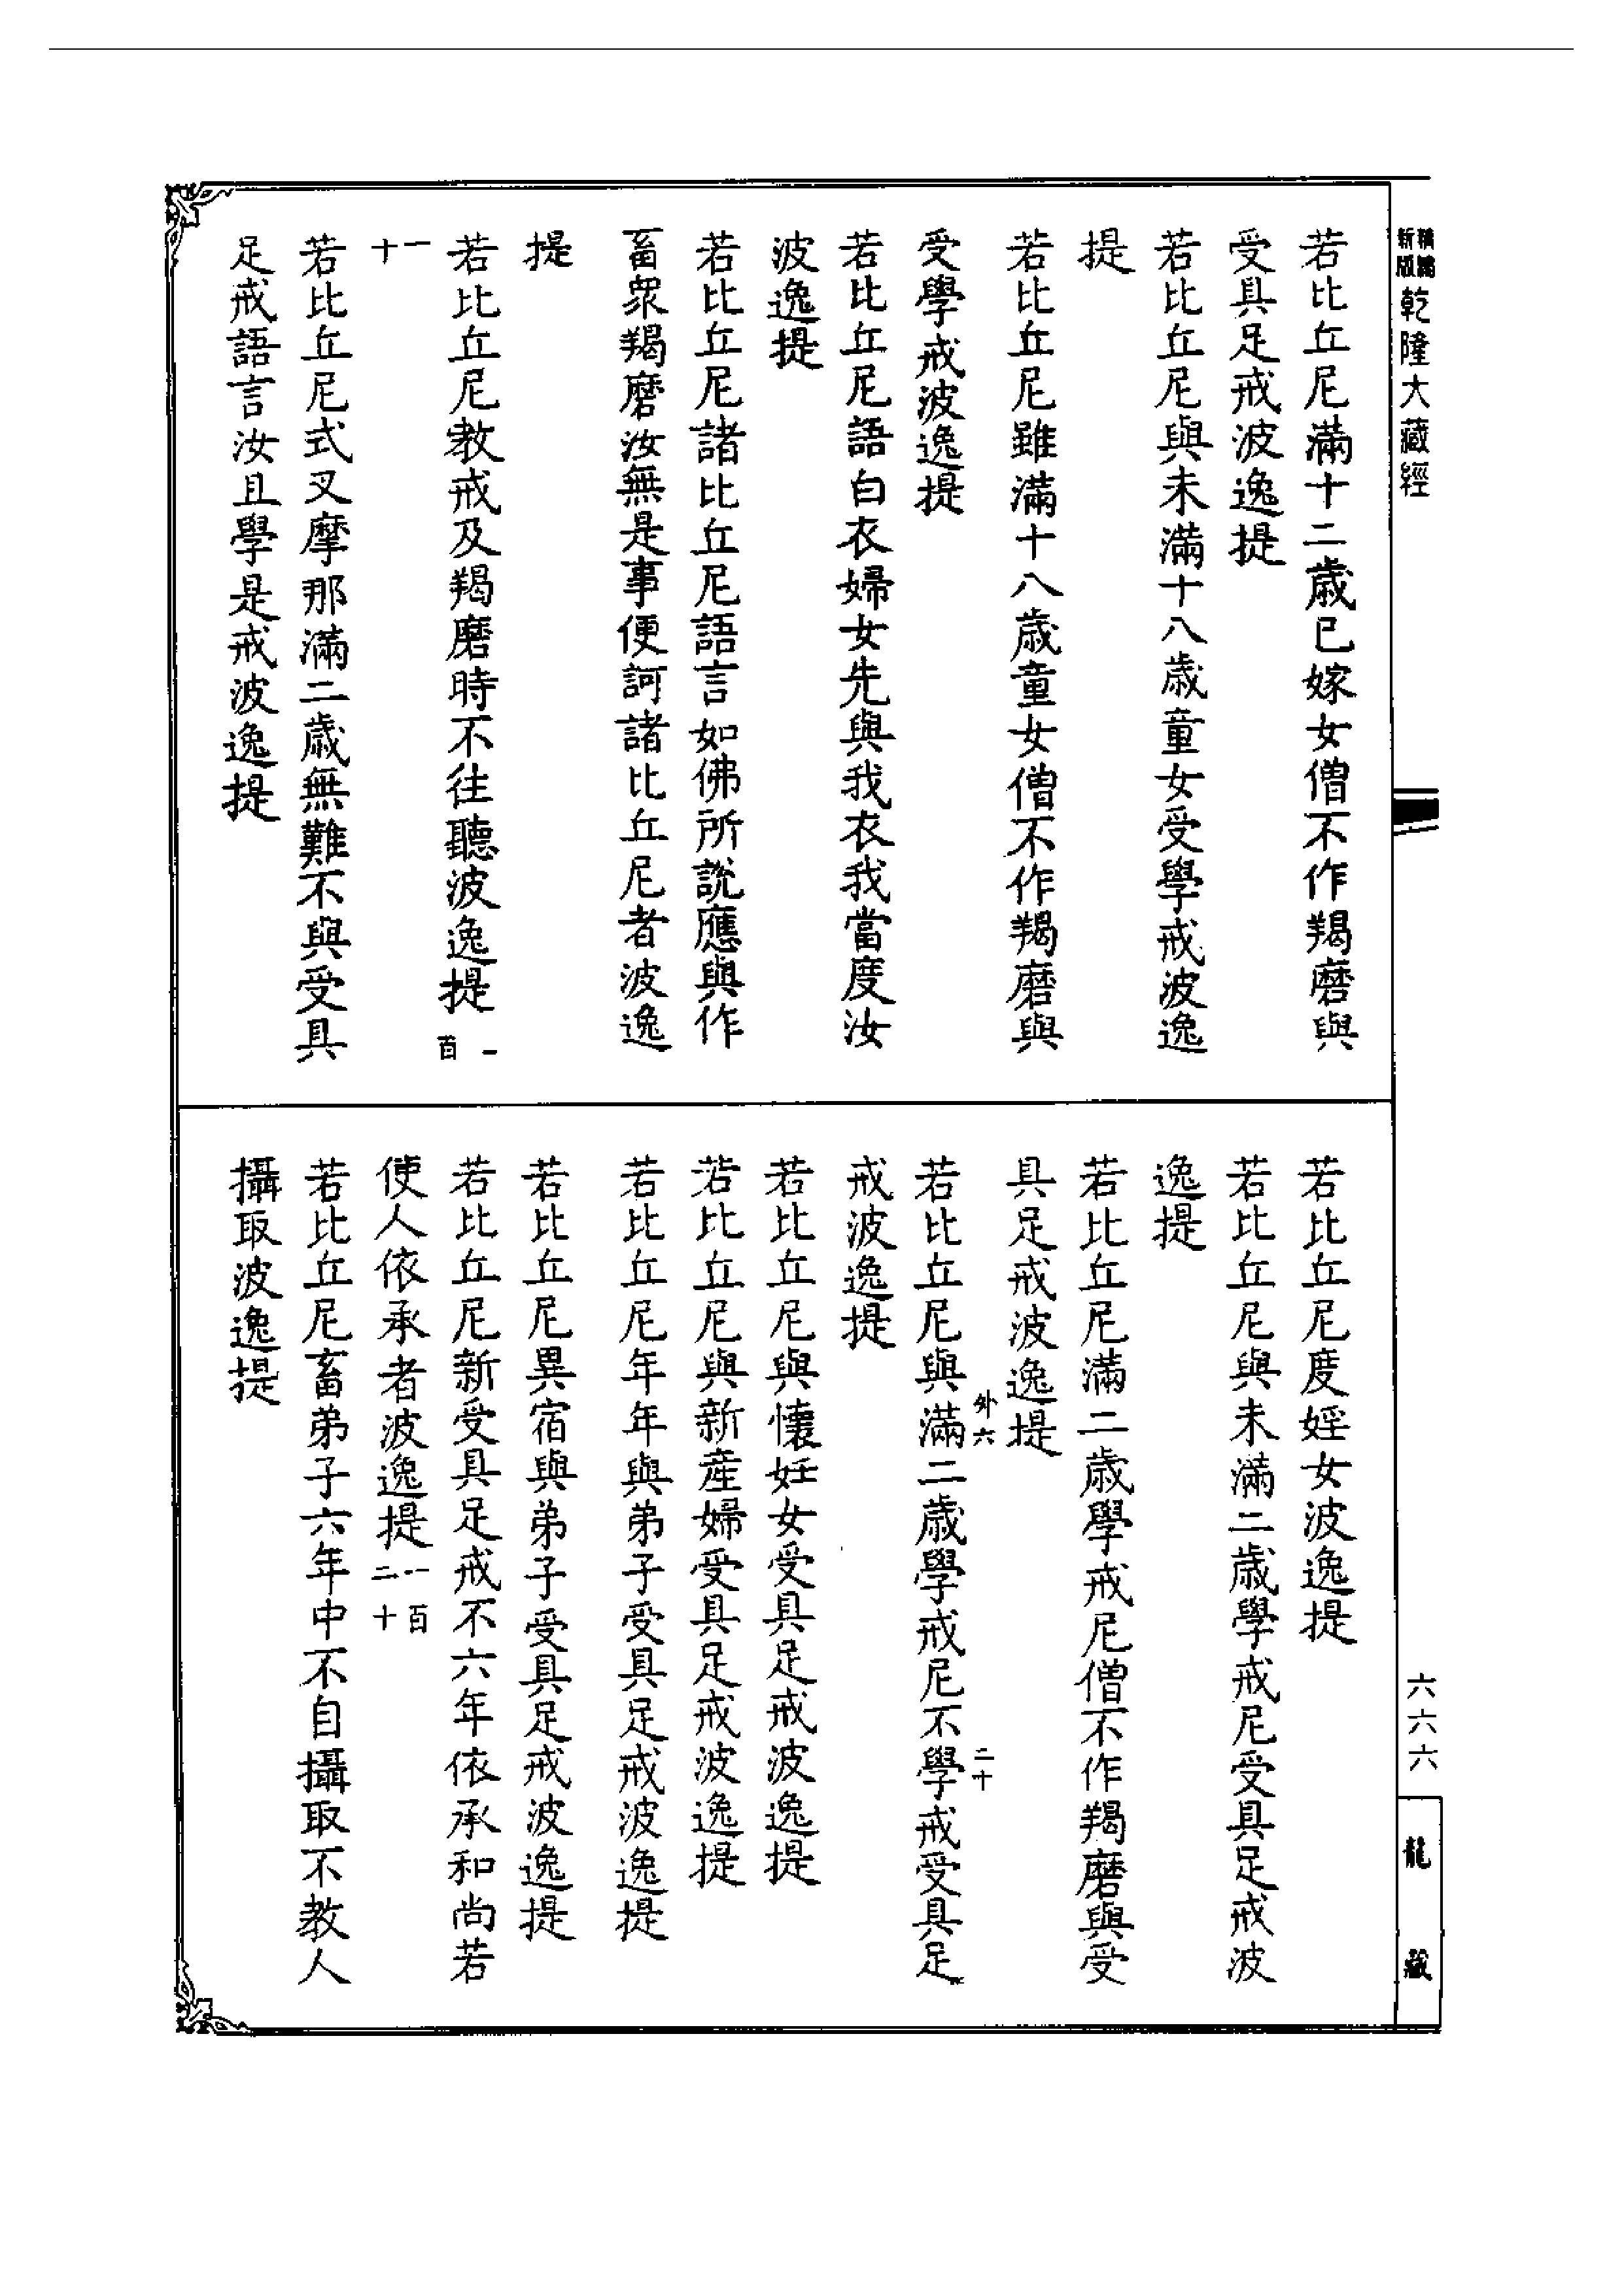 新版
精縮
乾隆大藏經
若比丘尼滿十二歲已嫁女僧不作羯磨與
受具足戒波逸提
若比丘尼與未滿十八歲童女受學戒波逸
提
若比丘尼雖滿十八歲童女僧不作羯磨與
受學戒波逸提
若比丘尼語白衣婦女先與我衣我當度汝
波逸提
若比丘尼諸比丘尼語言如佛所說應與作
畜眾羯磨汝無是事便訶諸比丘尼者波逸
提
若比丘尼教戒及羯磨時不往聽波逸提一百
一十
若比丘尼式叉摩那滿二歲無難不與受具
足戒語言汝且學是戒波逸提
若比丘尼度婬女波逸提
若比丘尼與未滿二歲學戒尼受具足戒波
逸提
若比丘尼滿二歲學戒尼僧不作羯磨與受
具足戒波逸提
外六
二十
若比丘尼與滿二歲學戒尼不學戒受具足
戒波逸提
若比丘尼與懷妊女受具足戒波逸提
若比丘尼與新產婦受具足戒波逸提
若比丘尼年年與弟子受具足戒波逸提
若比丘尼異宿與弟子受具足戒波逸提
若比丘尼新受具足戒不六年依承和尚若
使人依承者波逸提一百二十
若比丘尼畜弟子六年中不自攝取不教人
攝取波逸提
六六六
龍藏